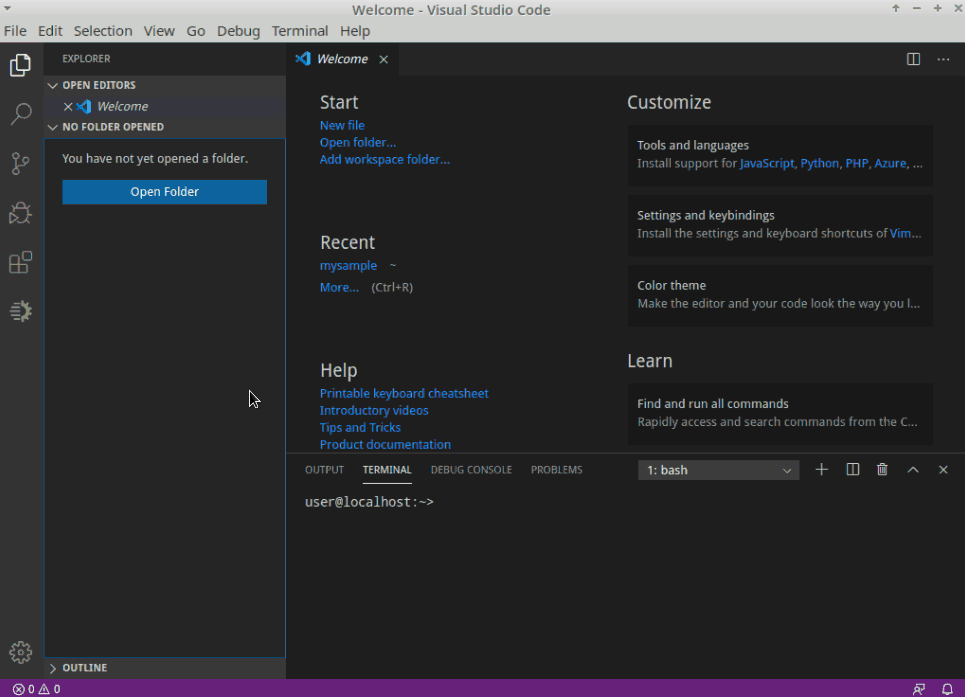 Welcome - Visual Studio Code
File Edit Selection View Go Debug Terminal Help
EXPLORER
OPEN EDITORS
Welcome
NO FOLDER OPENED
You have not yet opened a folder.
Open Folder
OUTLINE
Welcome
Start
New file
Open folder...
Add workspace folder...
Recent
mysample ~
More... (Ctrl+R)
Help
Printable keyboard cheatsheet
Introductory videos
Tips and Tricks
Product documentation
Customize
Tools and languages
Install support for JavaScript, Python, PHP, Azure, ...
Settings and keybindings
Install the settings and keyboard shortcuts of Vim...
Color theme
Make the editor and your code look the way you l...
Learn
Find and run all commands
Rapidly access and search commands from the C...
OUTPUT TERMINAL DEBUG CONSOLE PROBLEMS 1: bash
user@localhost:~>
0 0